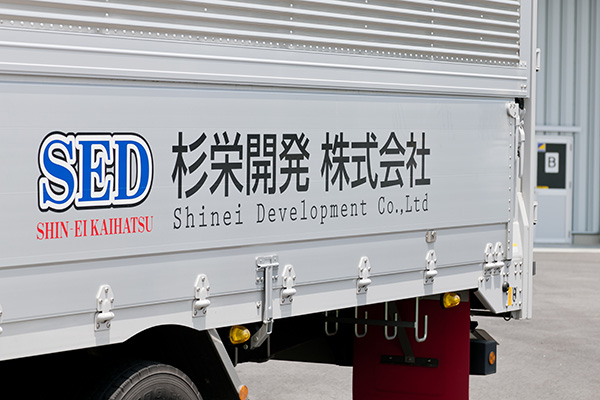 SED
SHIN-EI KAIHATSU
杉栄開発 株式会社
Shinei Development Co.,Ltd
B